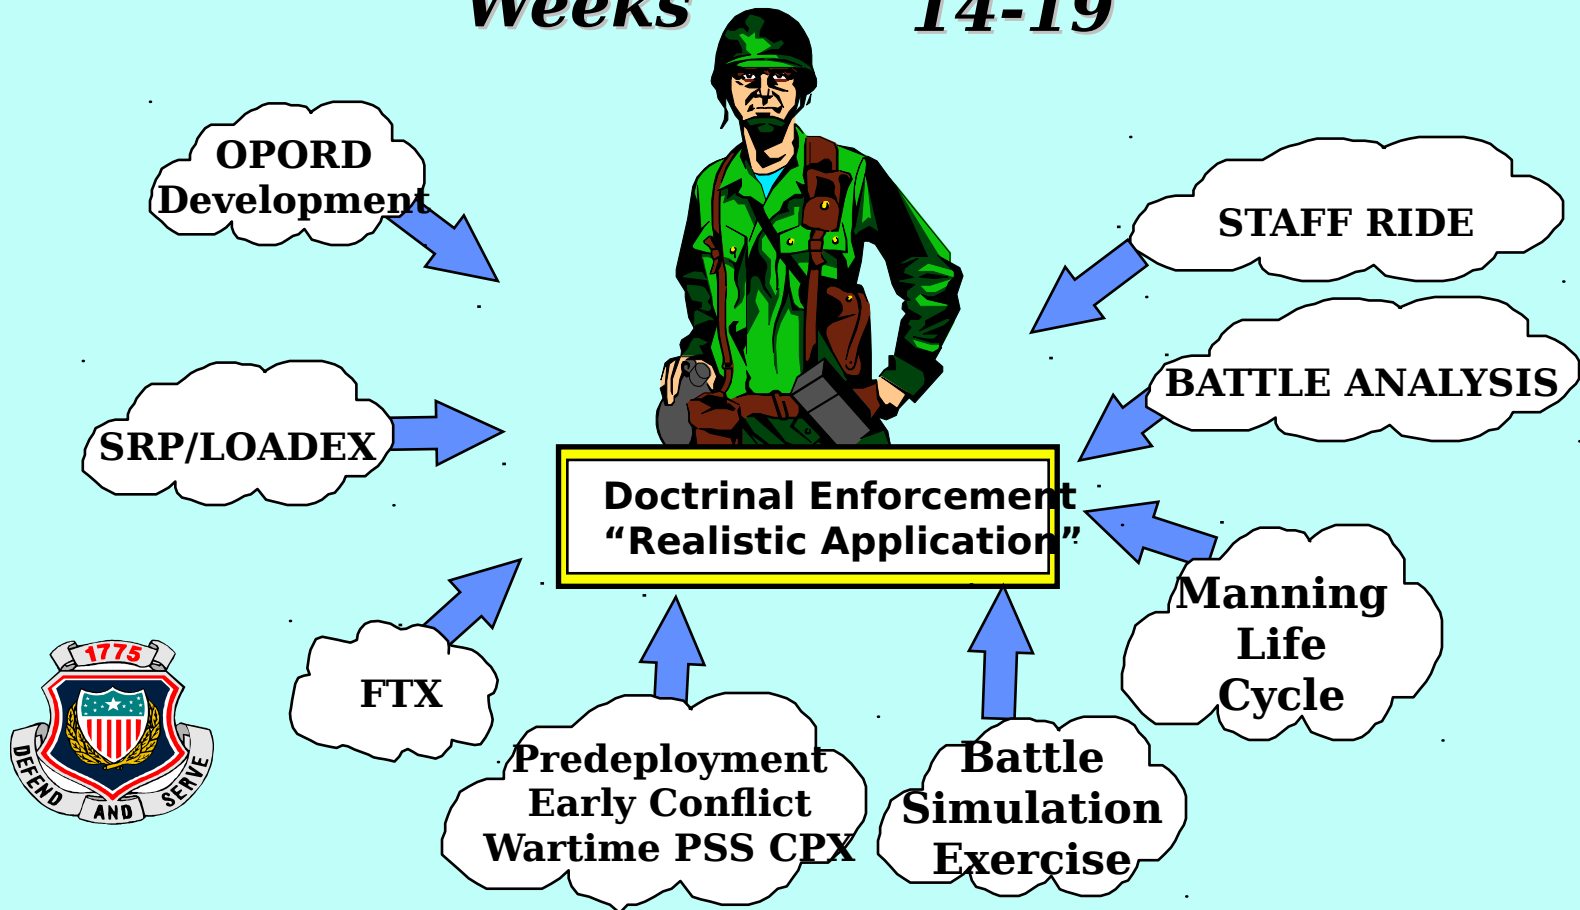 Weeks 14-19
OPORD
Development
STAFF RIDE
BATTLE ANALYSIS
SRP/LOADEX
Doctrinal Enforcement
“Realistic Application”
Manning
Life
Cycle
FTX
Predeployment
Early Conflict
Wartime PSS CPX
Battle
Simulation
Exercise
1775
DEFEND AND SERVE